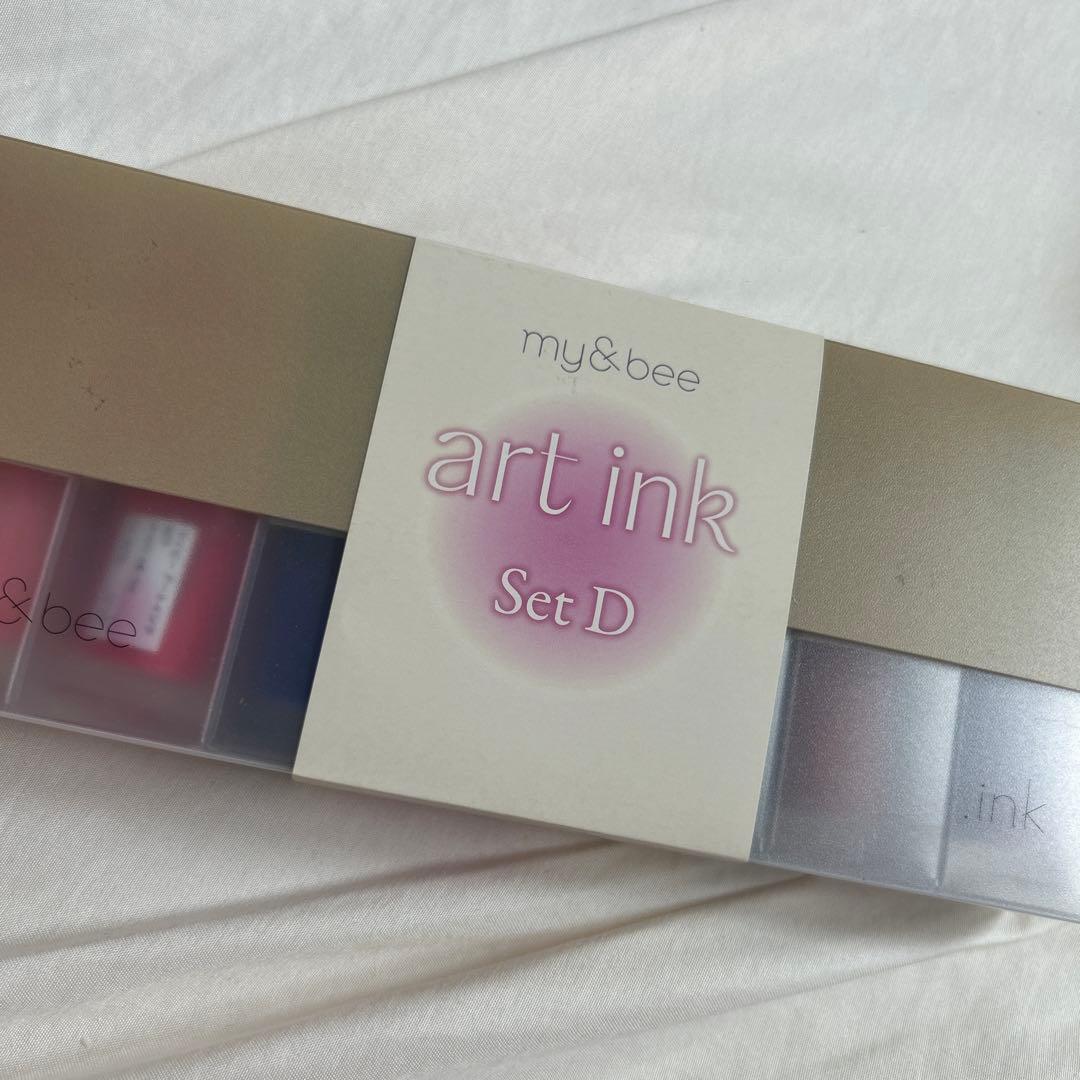 my&bee
art ink
Set D
&bee
.ink